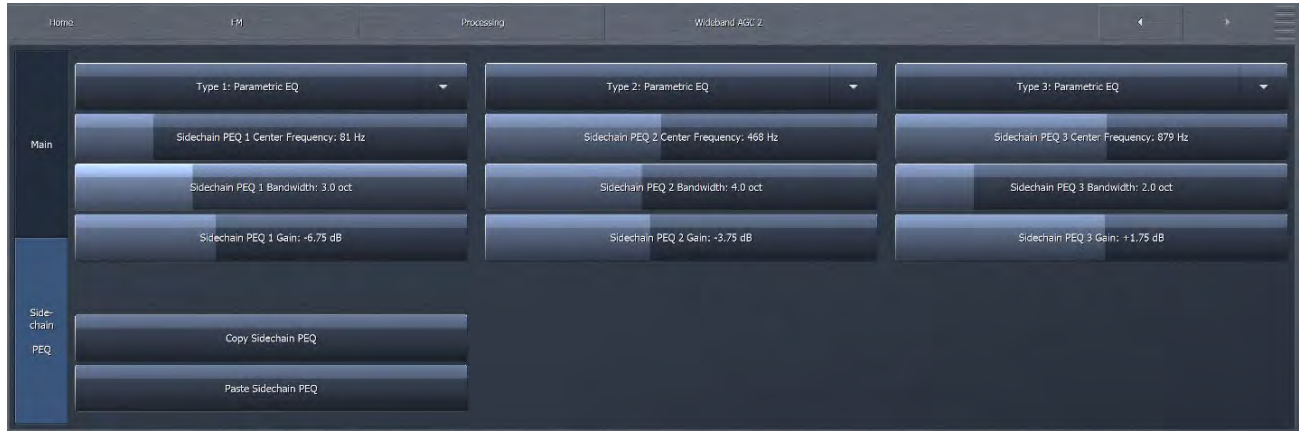 Home FM Processing Wideband AGC 2
Type 1: Parametric EQ Type 2: Parametric EQ Type 3: Parametric EQ
Sidechain PEQ 1 Center Frequency: 81 Hz Sidechain PEQ 2 Center Frequency: 468 Hz Sidechain PEQ 3 Center Frequency: 879 Hz
Main
Sidechain PEQ 1 Bandwidth: 3.0 oct Sidechain PEQ 2 Bandwidth: 4.0 oct Sidechain PEQ 3 Bandwidth: 2.0 oct
Sidechain PEQ 1 Gain: -6.75 dB Sidechain PEQ 2 Gain: -3.75 dB Sidechain PEQ 3 Gain: +1.75 dB
Side-
chain
PEQ
Copy Sidechain PEQ
Paste Sidechain PEQ